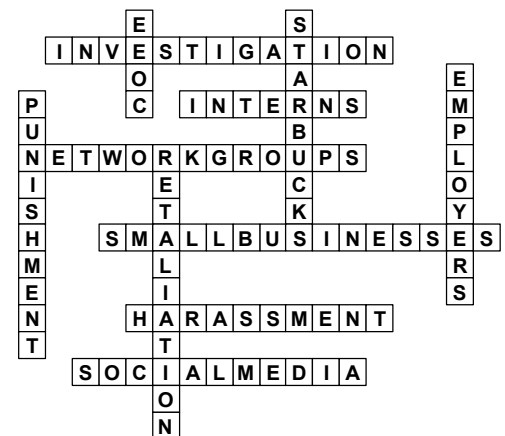 EEOC
STARBUCKS
INVESTIGATION
EMPLOYERS
PUNISHMENT
INTERNS
NETWORKGROUPS
RETALIATION
SMALLBUSINESSES
HARASSMENT
SOCIALMEDIA